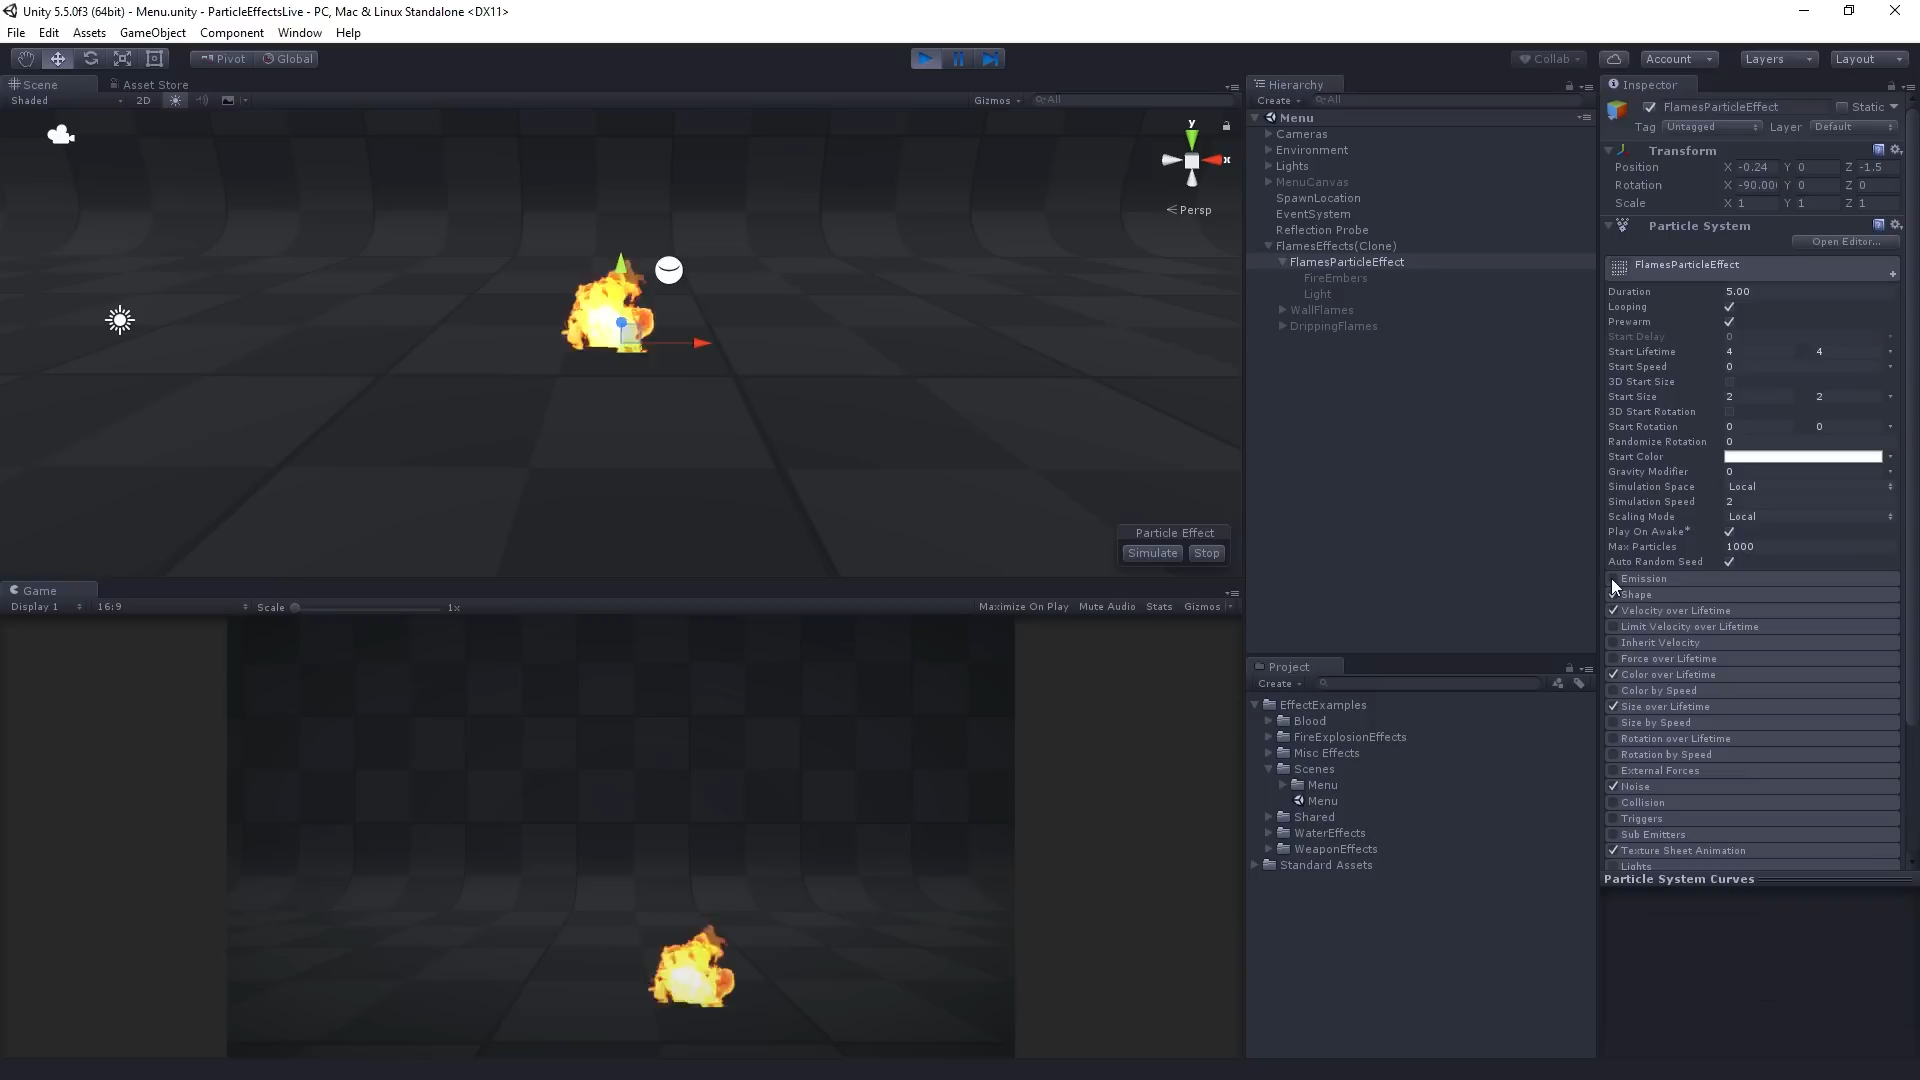 Unity 5.5.0f3 (64bit) - Menu.unity - ParticleEffectsLive - PC, Mac & Linux Standalone <DX11>
File Edit Assets GameObject Component Window Help
Pivot Global Collab Account Layers Layout
Scene Asset Store
Shaded 2D Gizmos All
y
x
Persp
Particle Effect
Simulate Stop
Game
Display 1 16:9 Scale 1x Maximize On Play Mute Audio Stats Gizmos
Hierarchy
Create All
Menu
Cameras
Environment
Lights
MenuCanvas
SpawnLocation
EventSystem
Reflection Probe
FlamesEffects(Clone)
FlamesParticleEffect
FireEmbers
Light
WallFlames
DrippingFlames
Project
Create
EffectExamples
Blood
FireExplosionEffects
Misc Effects
Scenes
Menu
Menu
Shared
WaterEffects
WeaponEffects
Standard Assets
Inspector
FlamesParticleEffect Static
Tag Untagged Layer Default
Transform
Position X -0.24 Y 0 Z -1.5
Rotation X -90.00 Y 0 Z 0
Scale X 1 Y 1 Z 1
Particle System
Open Editor...
FlamesParticleEffect
Duration 5.00
Looping
Prewarm
Start Delay 0
Start Lifetime 4 4
Start Speed 0
3D Start Size
Start Size 2 2
3D Start Rotation
Start Rotation 0 0
Randomize Rotation 0
Start Color
Gravity Modifier 0
Simulation Space Local
Simulation Speed 2
Scaling Mode Local
Play On Awake*
Max Particles 1000
Auto Random Seed
Emission
Shape
Velocity over Lifetime
Limit Velocity over Lifetime
Inherit Velocity
Force over Lifetime
Color over Lifetime
Color by Speed
Size over Lifetime
Size by Speed
Rotation over Lifetime
Rotation by Speed
External Forces
Noise
Collision
Triggers
Sub Emitters
Texture Sheet Animation
Lights
Particle System Curves